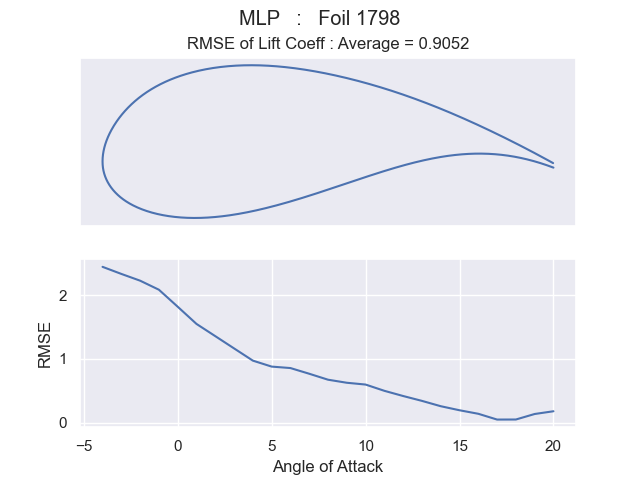 MLP   :   Foil 1798
RMSE of Lift Coeff : Average = 0.9052
RMSE
2
1
0
−5 0 5 10 15 20
Angle of Attack